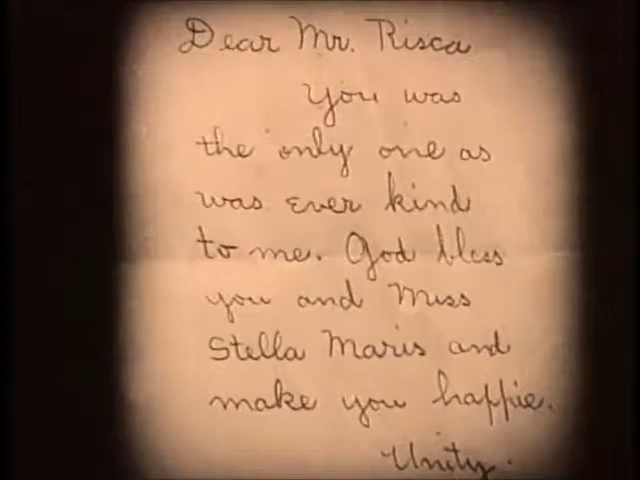 Dear Mr. Risca
You was
the only one as
was ever kind
to me. God bless
you and Miss
Stella Maris and
make you happie.
Unity.